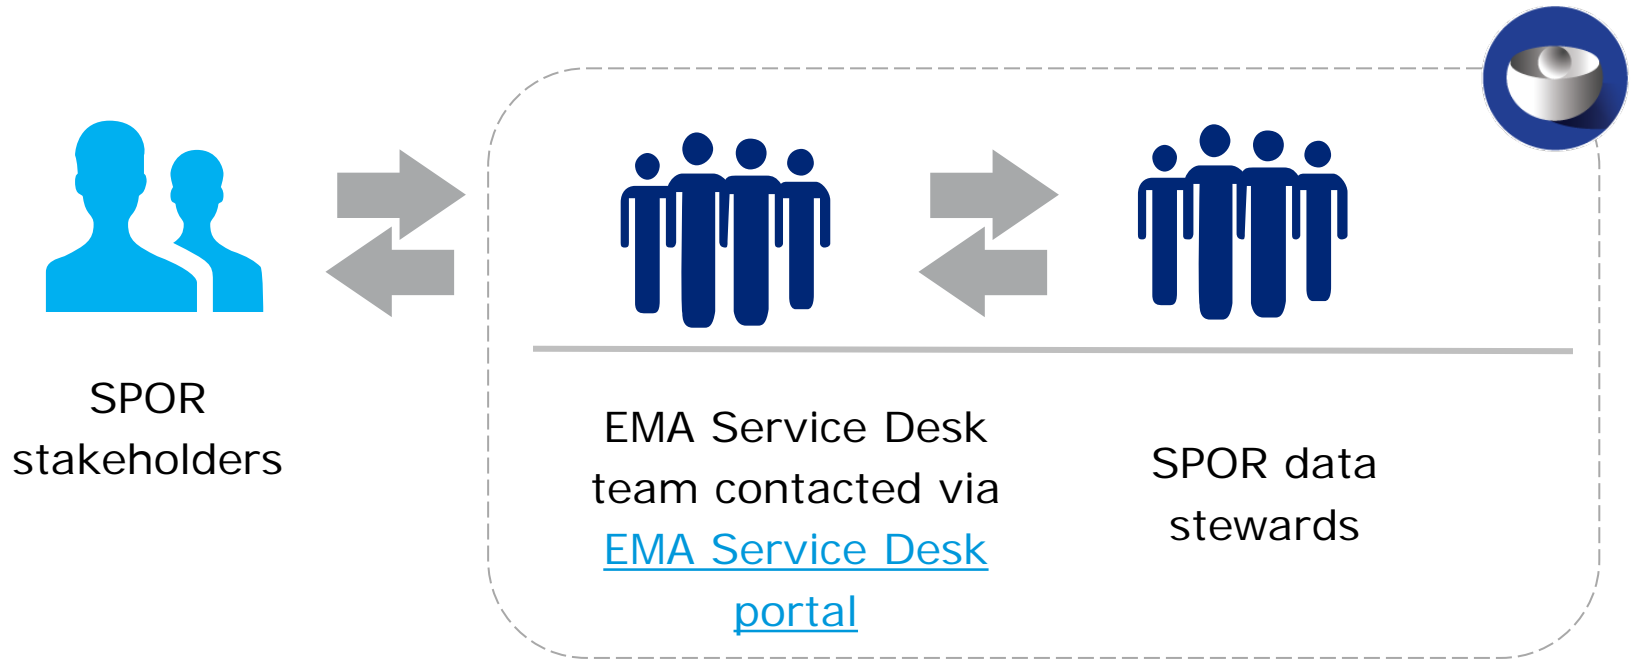 SPOR
stakeholders
EMA Service Desk
team contacted via
EMA Service Desk
portal
SPOR data
stewards